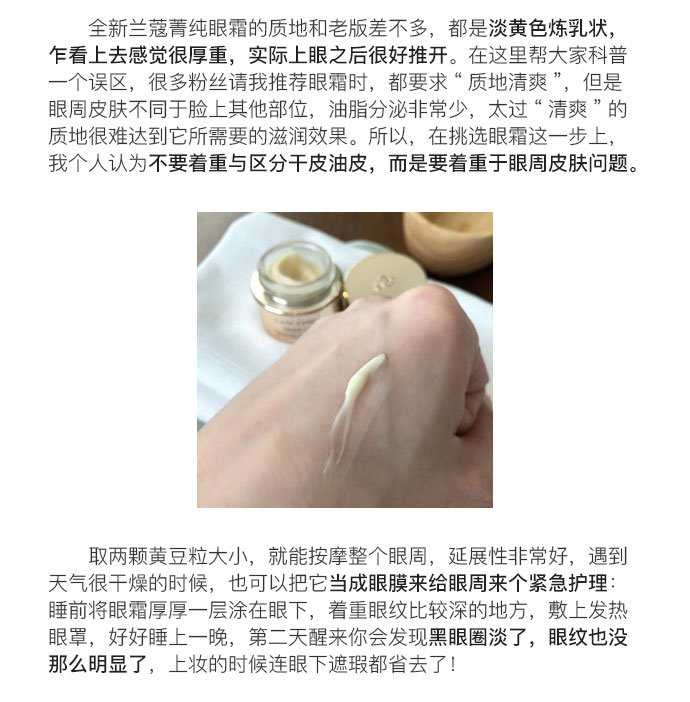 全新兰蔻菁纯眼霜的质地和老版差不多，都是淡黄色炼乳状，
乍看上去感觉很厚重，实际上眼之后很好推开。在这里帮大家科普
一个误区，很多粉丝请我推荐眼霜时，都要求“质地清爽”，但是
眼周皮肤不同于脸上其他部位，油脂分泌非常少，太过“清爽”的
质地很难达到它所需要的滋润效果。所以，在挑选眼霜这一步上，
我个人认为不要着重与区分干皮油皮，而是要着重于眼周皮肤问题。
取两颗黄豆粒大小，就能按摩整个眼周，延展性非常好，遇到
天气很干燥的时候，也可以把它当成眼膜来给眼周来个紧急护理：
睡前将眼霜厚厚一层涂在眼下，着重眼纹比较深的地方，敷上发热
眼罩，好好睡上一晚，第二天醒来你会发现黑眼圈淡了，眼纹也没
那么明显了，上妆的时候连眼下遮瑕都省去了！